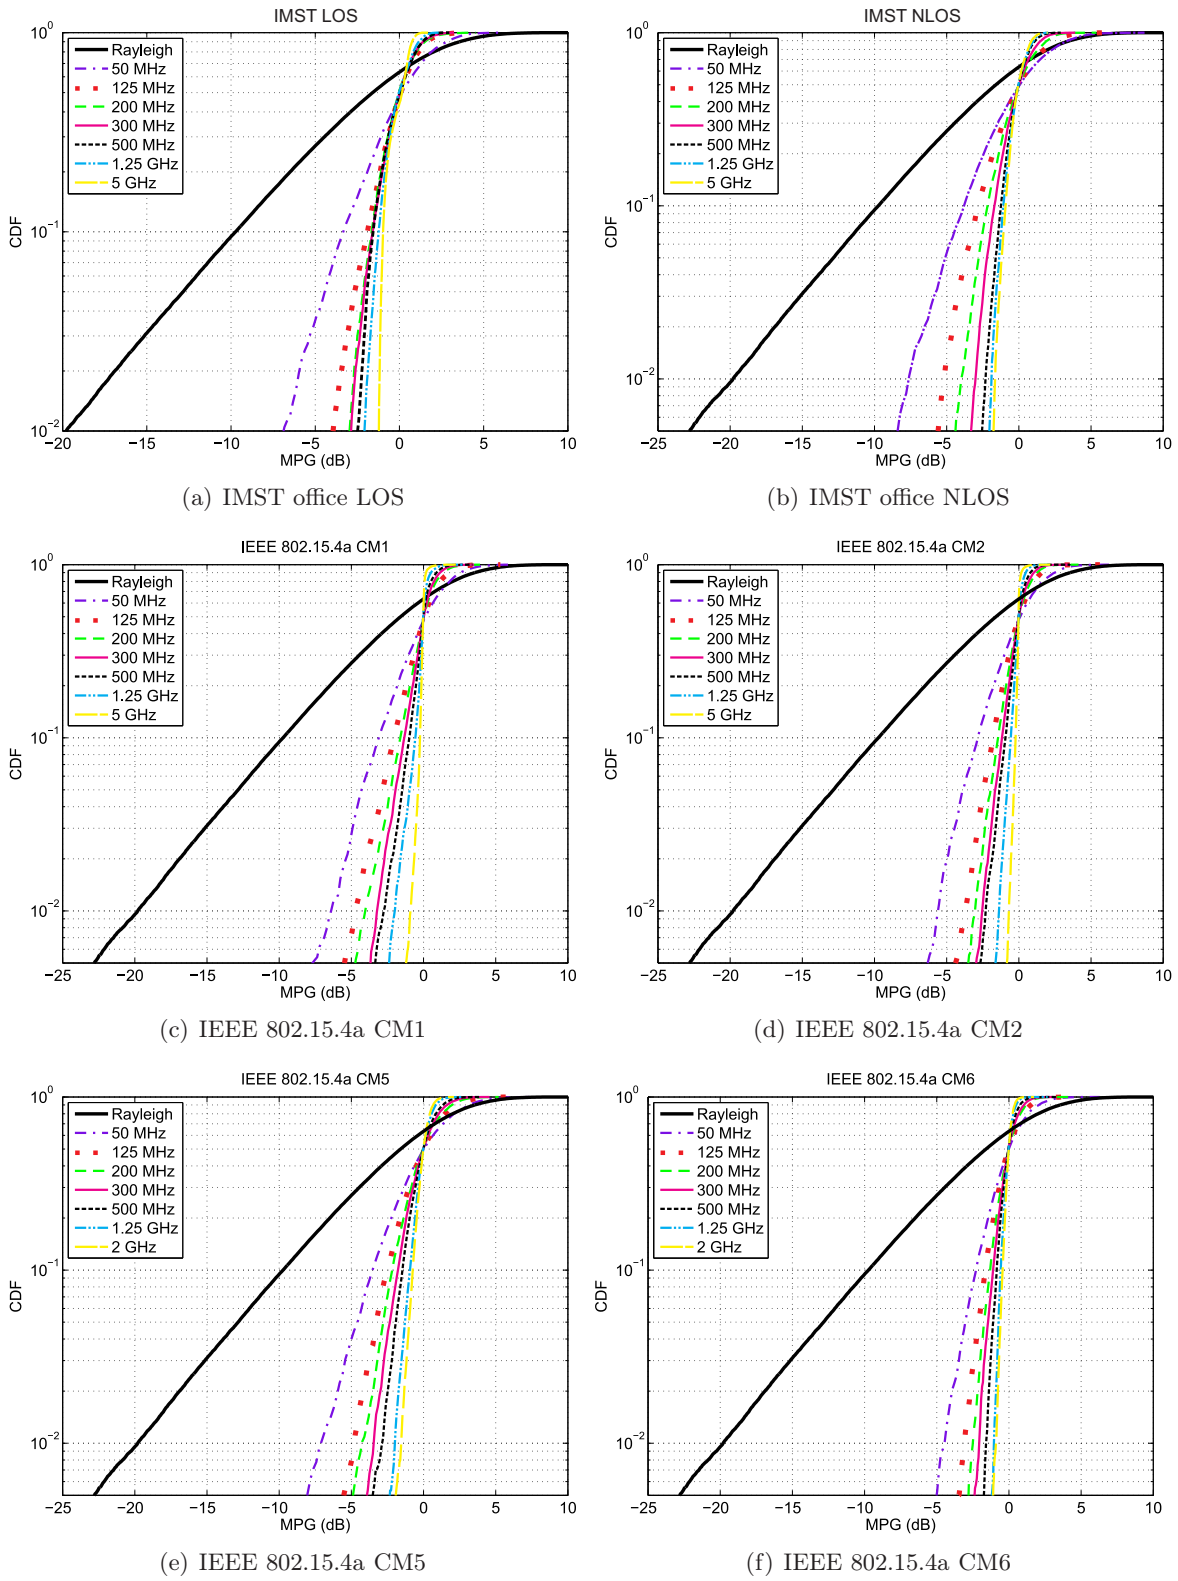 IMST LOS
10^0
10^-1
10^-2
CDF
Rayleigh
50 MHz
125 MHz
200 MHz
300 MHz
500 MHz
1.25 GHz
5 GHz
−20 −15 −10 −5 0 5 10
MPG (dB)
(a) IMST office LOS
IMST NLOS
10^0
10^-1
10^-2
CDF
Rayleigh
50 MHz
125 MHz
200 MHz
300 MHz
500 MHz
1.25 GHz
5 GHz
−25 −20 −15 −10 −5 0 5 10
MPG (dB)
(b) IMST office NLOS
IEEE 802.15.4a CM1
10^0
10^-1
10^-2
CDF
Rayleigh
50 MHz
125 MHz
200 MHz
300 MHz
500 MHz
1.25 GHz
5 GHz
−25 −20 −15 −10 −5 0 5 10
MPG (dB)
(c) IEEE 802.15.4a CM1
IEEE 802.15.4a CM2
10^0
10^-1
10^-2
CDF
Rayleigh
50 MHz
125 MHz
200 MHz
300 MHz
500 MHz
1.25 GHz
5 GHz
−25 −20 −15 −10 −5 0 5 10
MPG (dB)
(d) IEEE 802.15.4a CM2
IEEE 802.15.4a CM5
10^0
10^-1
10^-2
CDF
Rayleigh
50 MHz
125 MHz
200 MHz
300 MHz
500 MHz
1.25 GHz
2 GHz
−25 −20 −15 −10 −5 0 5 10
MPG (dB)
(e) IEEE 802.15.4a CM5
IEEE 802.15.4a CM6
10^0
10^-1
10^-2
CDF
Rayleigh
50 MHz
125 MHz
200 MHz
300 MHz
500 MHz
1.25 GHz
2 GHz
−25 −20 −15 −10 −5 0 5 10
MPG (dB)
(f) IEEE 802.15.4a CM6